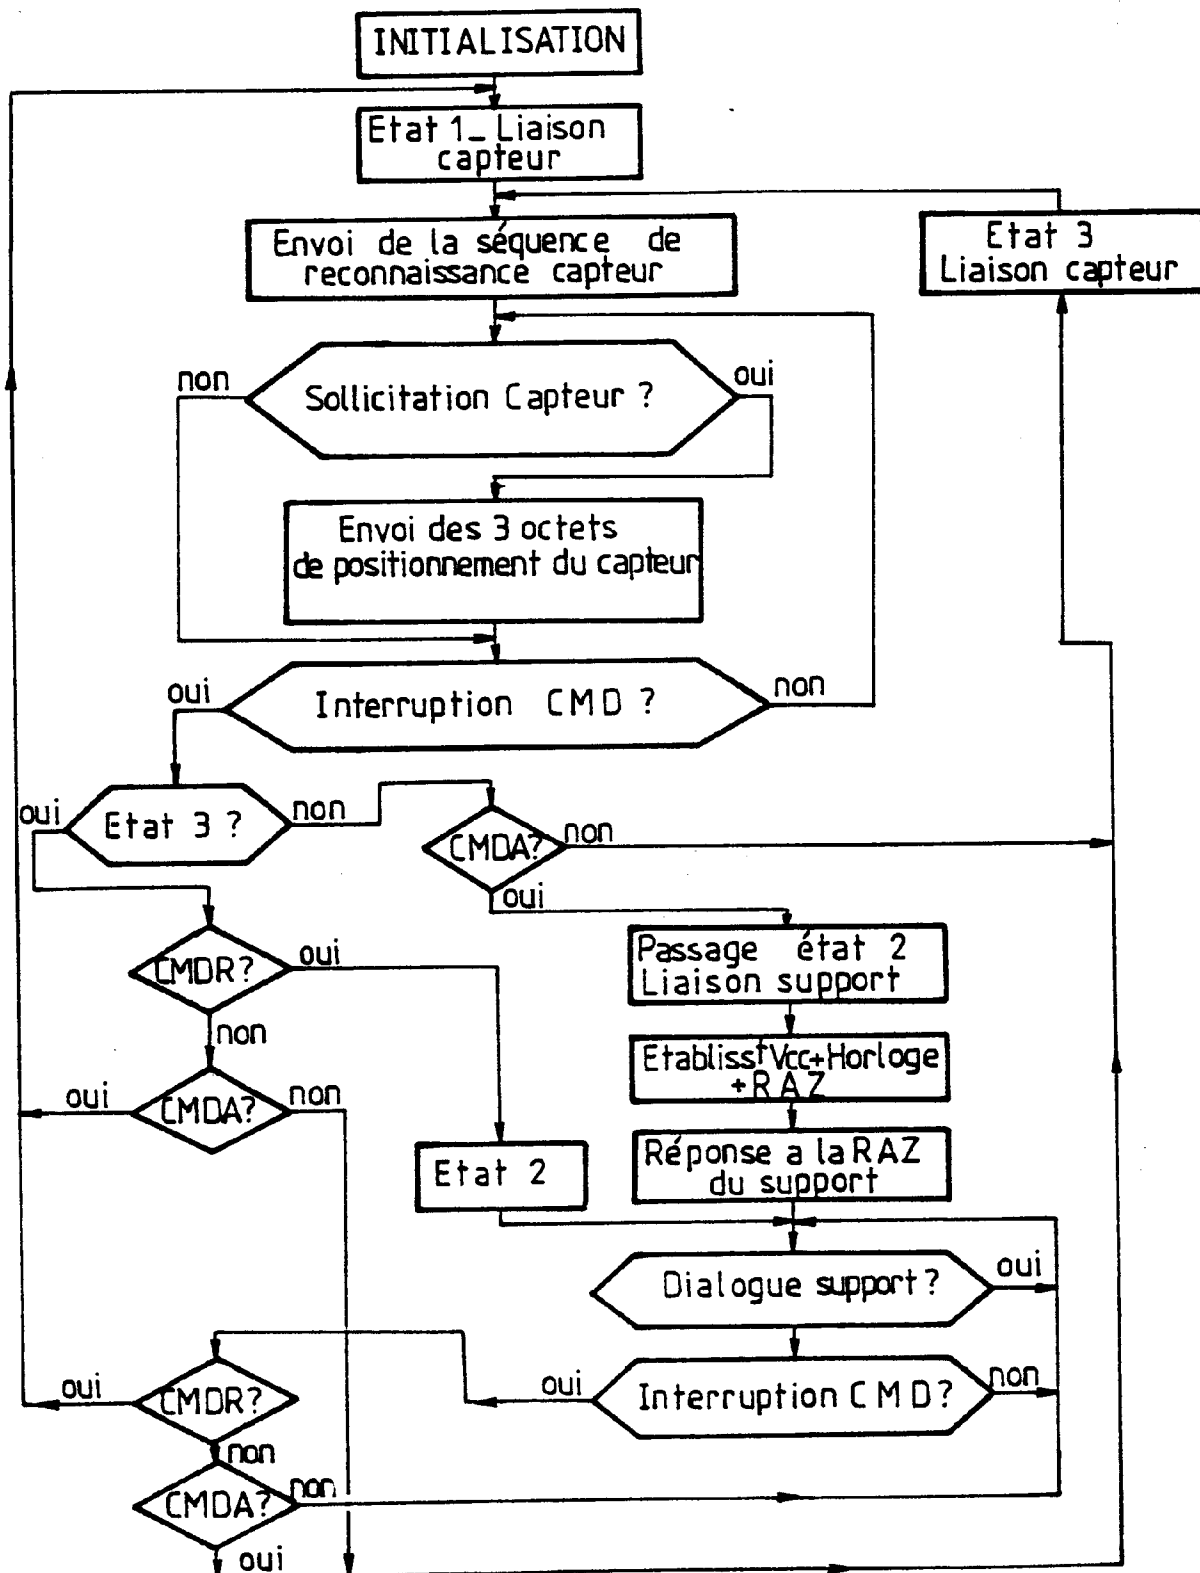 INITIALISATION
Etat 1_ Liaison
capteur
Envoi de la séquence de
reconnaissance capteur
Etat 3
Liaison capteur
non
Sollicitation Capteur ?
oui
Envoi des 3 octets
de positionnement du capteur
oui
Interruption CMD ?
non
oui
Etat 3 ?
non
CMDA?
non
oui
CMDR?
oui
non
Passage état 2
Liaison support
Etablisst Vcc+Horloge
+RAZ
oui
CMDA?
non
Etat 2
Réponse a la RAZ
du support
Dialogue support ?
oui
oui
CMDR?
non
oui
Interruption CMD ?
non
CMDA?
non
oui